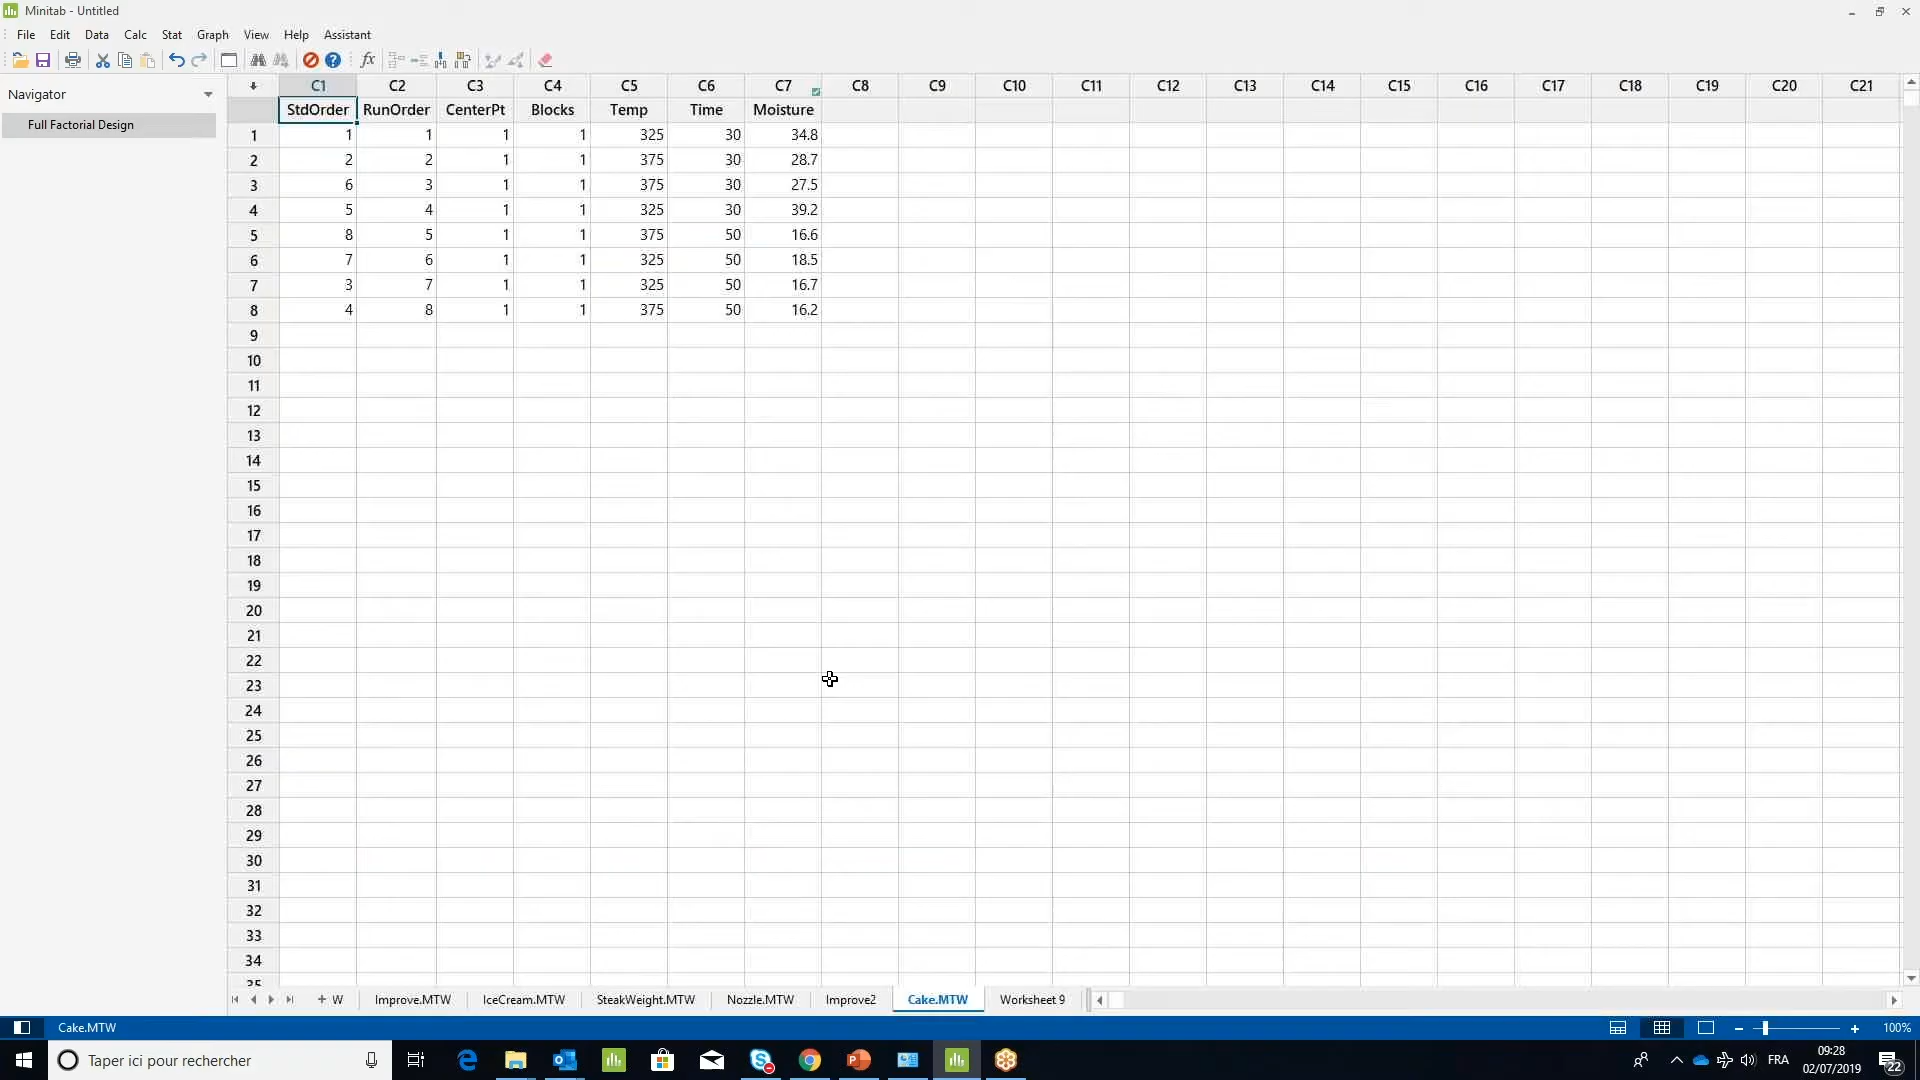 Minitab - Untitled
File Edit Data Calc Stat Graph View Help Assistant
Navigator
Full Factorial Design
C1 C2 C3 C4 C5 C6 C7 C8 C9 C10 C11 C12 C13 C14 C15 C16 C17 C18 C19 C20 C21
StdOrder RunOrder CenterPt Blocks Temp Time Moisture
1 1 1 1 1 325 30 34.8
2 2 2 1 1 375 30 28.7
3 6 3 1 1 375 30 27.5
4 5 4 1 1 325 30 39.2
5 8 5 1 1 375 50 16.6
6 7 6 1 1 325 50 18.5
7 3 7 1 1 325 50 16.7
8 4 8 1 1 375 50 16.2
9
10
11
12
13
14
15
16
17
18
19
20
21
22
23
24
25
26
27
28
29
30
31
32
33
34
35
+ W Improve.MTW IceCream.MTW SteakWeight.MTW Nozzle.MTW Improve2 Cake.MTW Worksheet 9
Cake.MTW 100%
Taper ici pour rechercher
FRA
09:28
02/07/2019
22